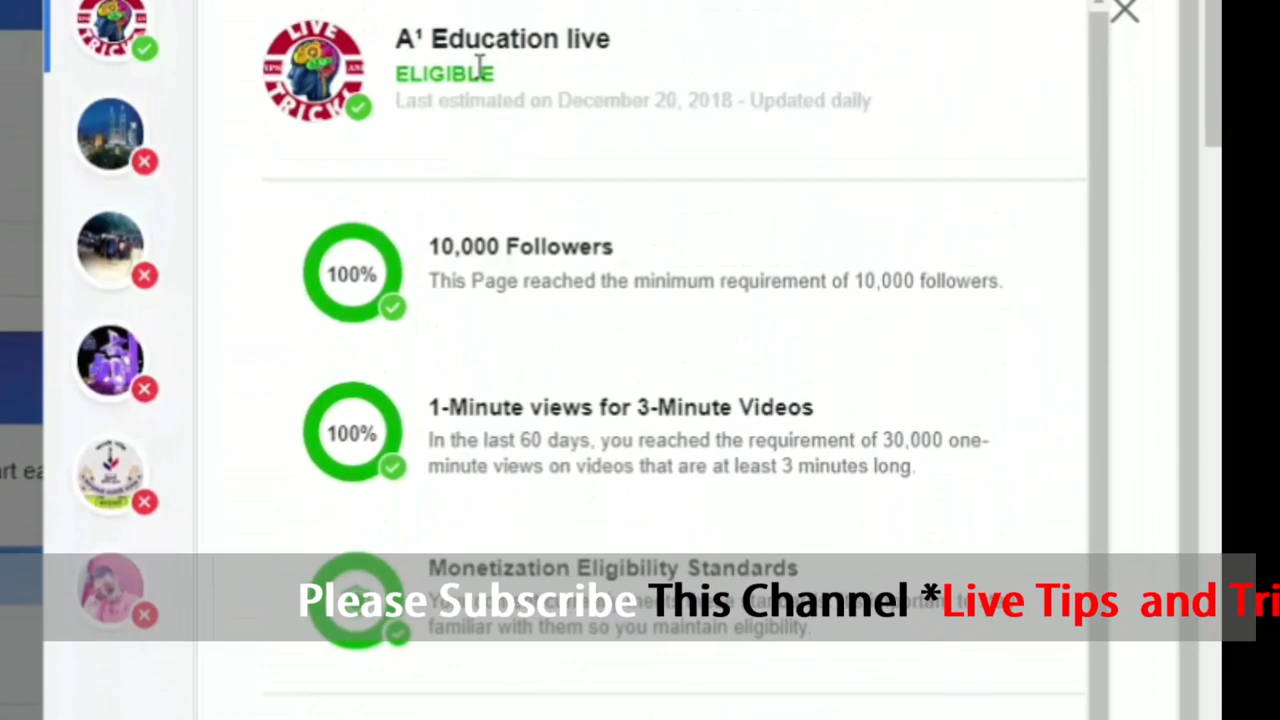 LIVE
TRICK
A¹ Education live
ELIGIBLE
Last estimated on December 20, 2018 - Updated daily
100%
10,000 Followers
This Page reached the minimum requirement of 10,000 followers.
100%
1-Minute views for 3-Minute Videos
In the last 60 days, you reached the requirement of 30,000 one-
minute views on videos that are at least 3 minutes long.
rt ea
Monetization Eligibility Standards
Please Subscribe This Channel *Live Tips and Tri
familiar with them so you maintain eligibility.